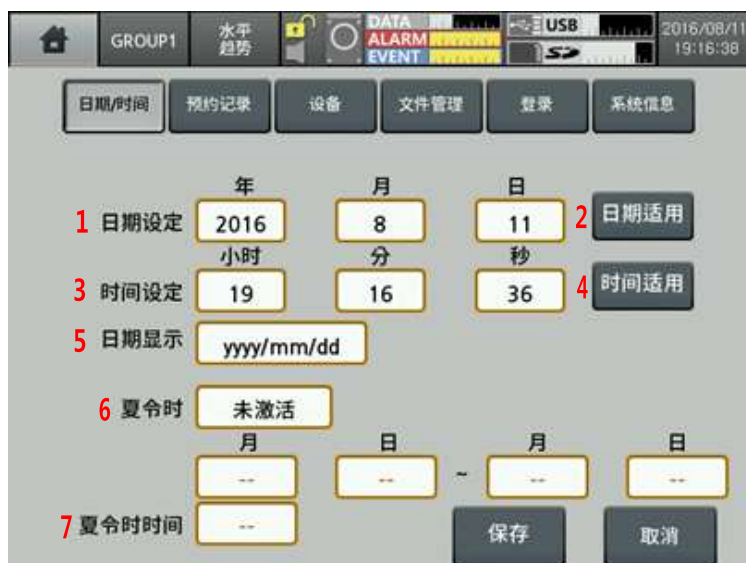 GROUP1 水平趋势 DATA ALARM EVENT USB SD 2016/08/11 19:16:38
日期/时间 预约记录 设备 文件管理 登录 系统信息
年 月 日
1 日期设定 2016 8 11 2 日期适用
小时 分 秒
3 时间设定 19 16 36 4 时间适用
5 日期显示 yyyy/mm/dd
6 夏令时 未激活
月 日 月 日
-- -- ~ -- --
7 夏令时时间 -- 保存 取消